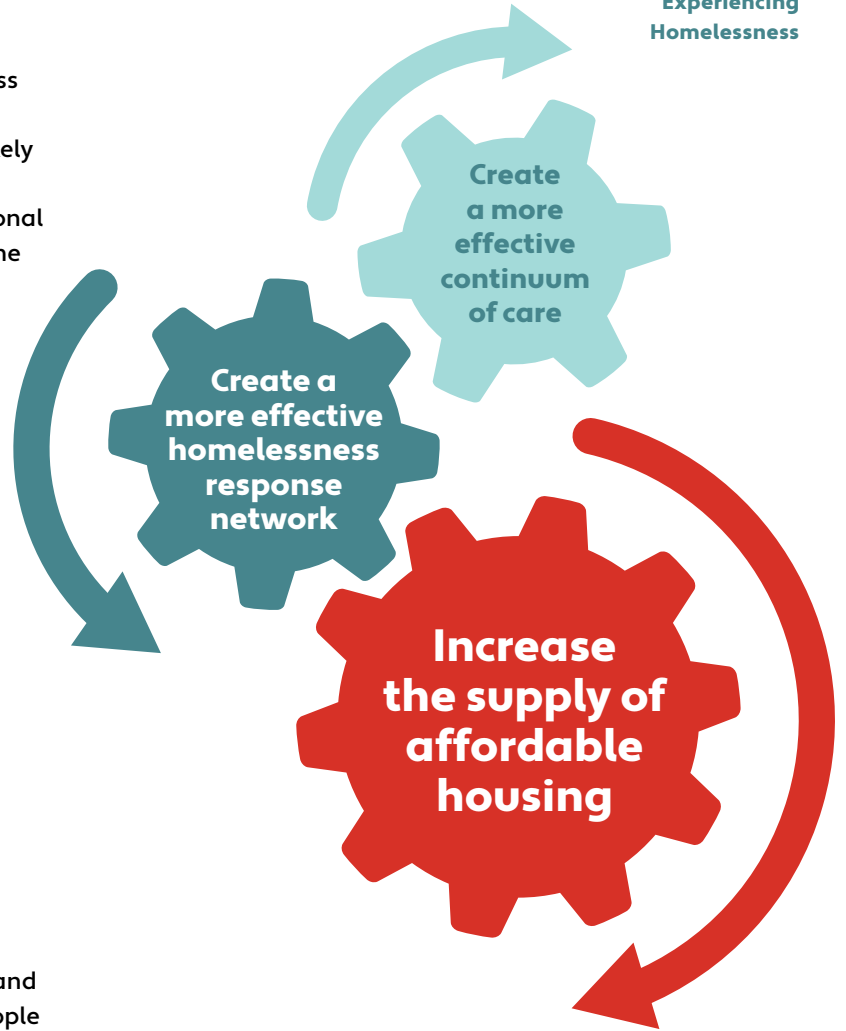 Experiencing
Homelessness
ss
ely
onal
ne
Create
a more
effective
continuum
of care
Create a
more effective
homelessness
response
network
Increase
the supply of
affordable
housing
and
ople